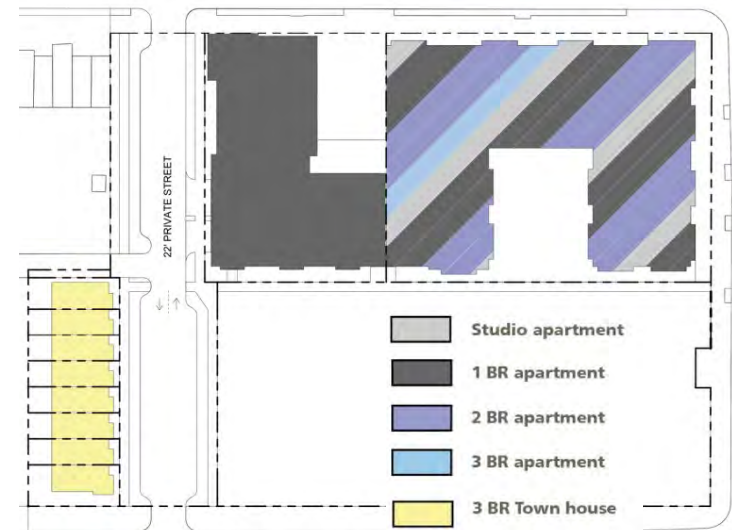 22' PRIVATE STREET
Studio apartment
1 BR apartment
2 BR apartment
3 BR apartment
3 BR Town house